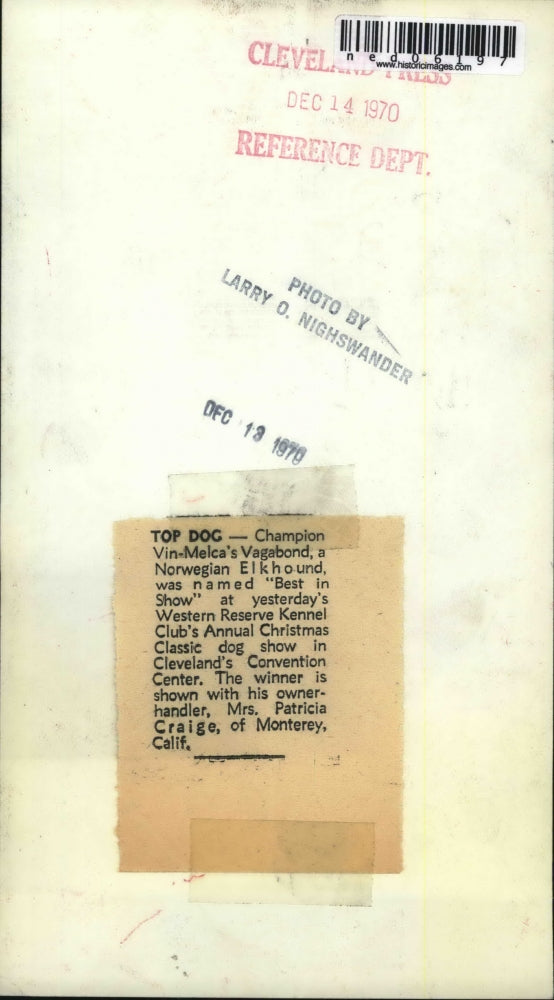 ned06197
www.historicimages.com
CLEVELAND PRESS
DEC 14 1970
REFERENCE DEPT.
PHOTO BY
LARRY O. NIGHSWANDER
DEC 13 1970
TOP DOG — Champion
Vin-Melca's Vagabond, a
Norwegian Elkhound,
was named "Best in
Show" at yesterday's
Western Reserve Kennel
Club's Annual Christmas
Classic dog show in
Cleveland's Convention
Center. The winner is
shown with his owner-
handler, Mrs. Patricia
Craige, of Monterey,
Calif.